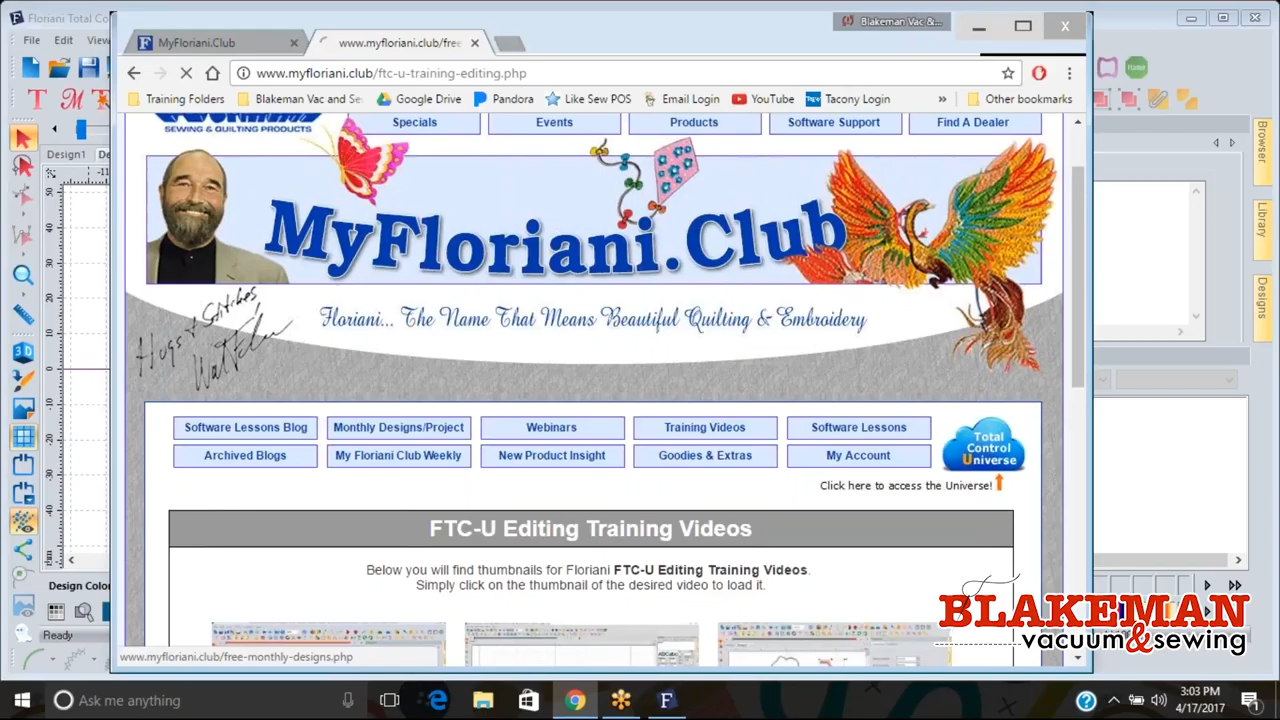 Floriani Total Co
Blakeman Vac &...
File Edit View
MyFloriani.Club
www.myfloriani.club/free
www.myfloriani.club/ftc-u-training-editing.php
Training Folders
Blakeman Vac and Se
Google Drive
Pandora
Like Sew POS
Email Login
YouTube
Tacony Login
»
Other bookmarks
Home
SEWING & QUILTING PRODUCTS
Specials
Events
Products
Software Support
Find A Dealer
Design1
Browser
Library
Designs
MyFloriani.Club
Hugs & Stitches
Floriani... The Name That Means Beautiful Quilting & Embroidery
Software Lessons Blog
Monthly Designs/Project
Webinars
Training Videos
Software Lessons
Archived Blogs
My Floriani Club Weekly
New Product Insight
Goodies & Extras
My Account
Total
Control
Universe
Click here to access the Universe!
FTC-U Editing Training Videos
Below you will find thumbnails for Floriani FTC-U Editing Training Videos.
Simply click on the thumbnail of the desired video to load it.
Design Color
Ready
www.myfloriani.club/free-monthly-designs.php
BLAKEMAN
vacuum&sewing
Ask me anything
3:03 PM
4/17/2017